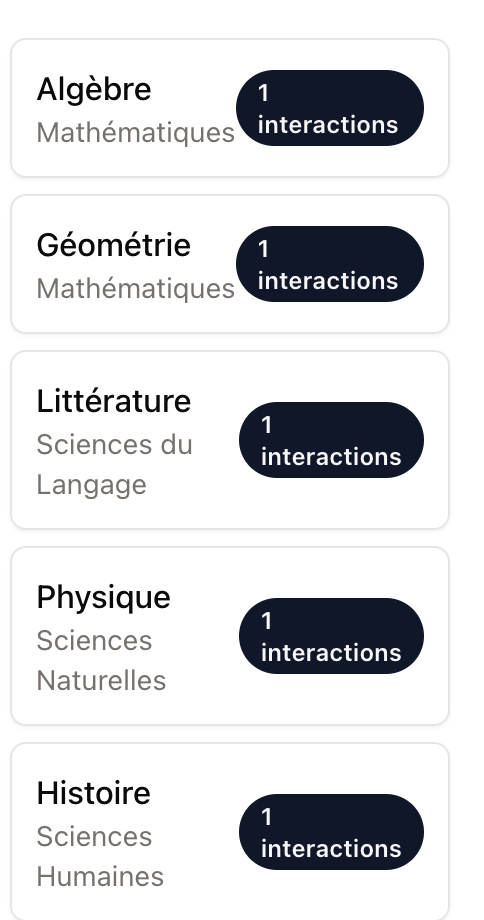 Algèbre
Mathématiques
1
interactions
Géométrie
Mathématiques
1
interactions
Littérature
Sciences du
Langage
1
interactions
Physique
Sciences
Naturelles
1
interactions
Histoire
Sciences
Humaines
1
interactions